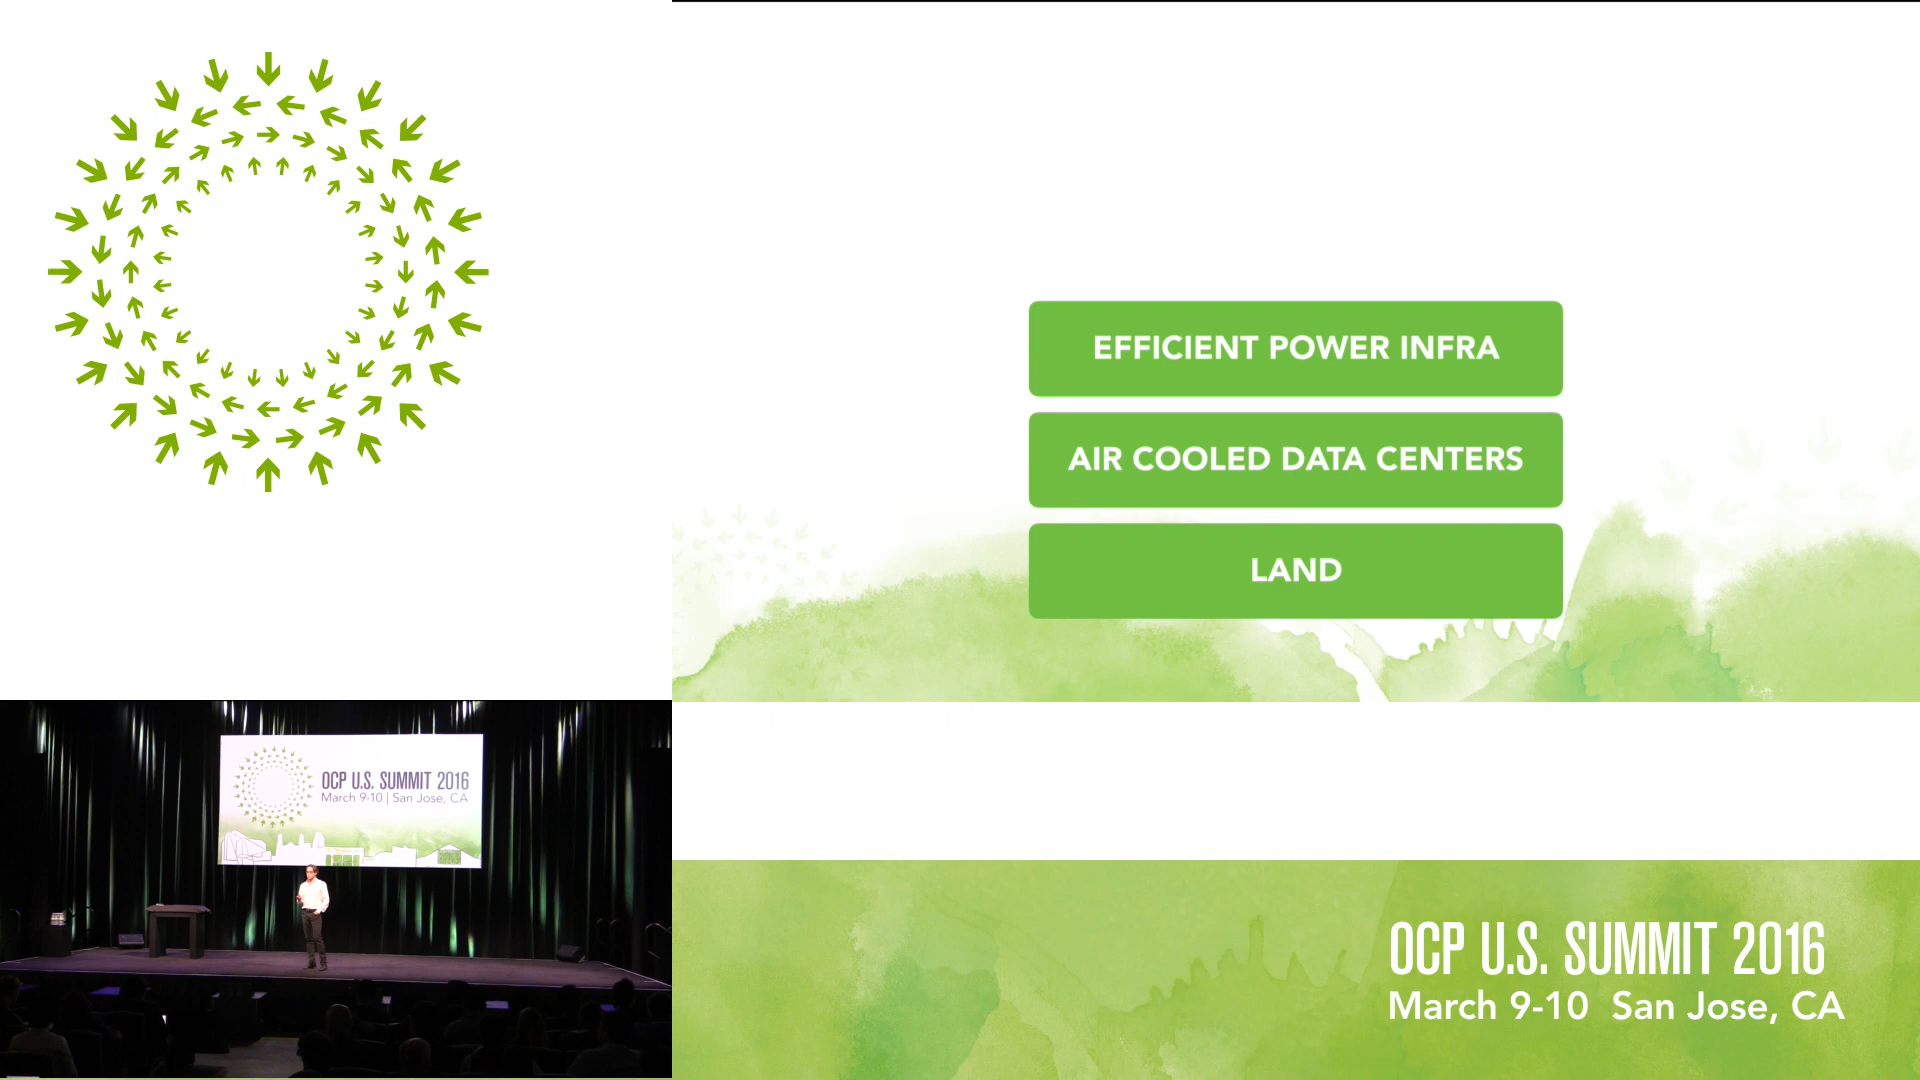 EFFICIENT POWER INFRA
AIR COOLED DATA CENTERS
LAND
OCP U.S. SUMMIT 2016
March 9-10 | San Jose, CA
OCP U.S. SUMMIT 2016
March 9-10 San Jose, CA